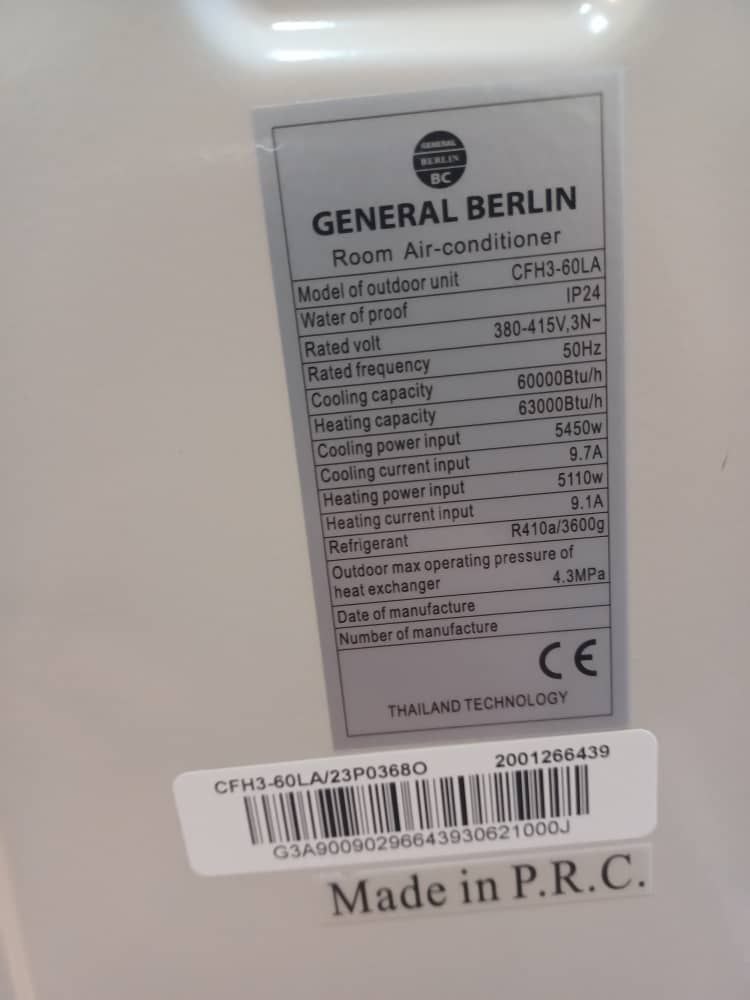 GENERAL
BERLIN
BC
GENERAL BERLIN
Room Air-conditioner
Model of outdoor unit CFH3-60LA
Water of proof IP24
Rated volt 380-415V,3N~
Rated frequency 50Hz
Cooling capacity 60000Btu/h
Heating capacity 63000Btu/h
Cooling power input 5450w
Cooling current input 9.7A
Heating power input 5110w
Heating current input 9.1A
Refrigerant R410a/3600g
Outdoor max operating pressure of
heat exchanger 4.3MPa
Date of manufacture
Number of manufacture
CE
THAILAND TECHNOLOGY
CFH3-60LA/23P0368O 2001266439
G3A90090296643930621000J
Made in P.R.C.